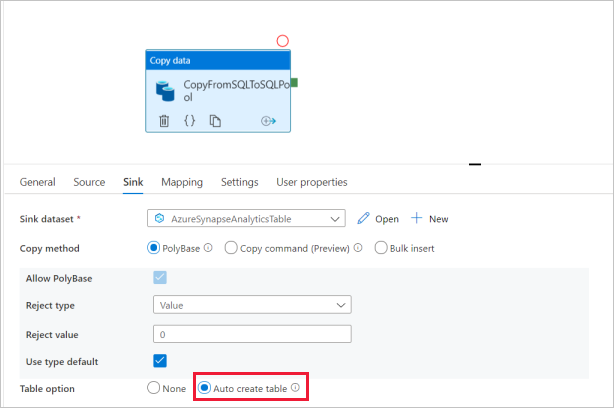 Copy data
CopyFromSQLToSQLPo
ol
General Source Sink Mapping Settings User properties
Sink dataset * AzureSynapseAnalyticsTable Open New
Copy method PolyBase Copy command (Preview) Bulk insert
Allow PolyBase
Reject type Value
Reject value 0
Use type default
Table option None Auto create table